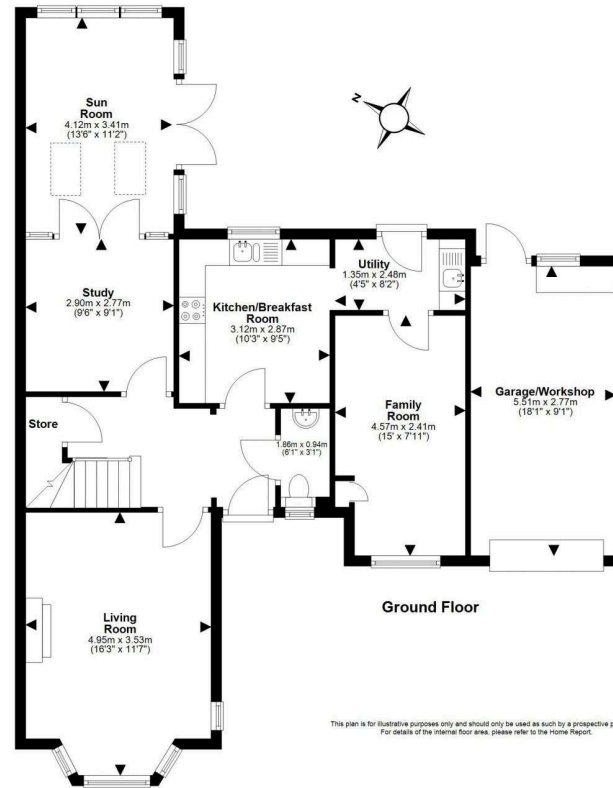 Sun
Room
4.12m x 3.41m
(13'6" x 11'2")
N
Study
2.90m x 2.77m
(9'6" x 9'1")
Kitchen/Breakfast
Room
3.12m x 2.87m
(10'3" x 9'5")
Utility
1.35m x 2.48m
(4'5" x 8'2")
Family
Room
4.57m x 2.41m
(15' x 7'11")
Garage/Workshop
5.51m x 2.77m
(18'1" x 9'1")
Store
1.86m x 0.94m
(6'1" x 3'1")
Living
Room
4.95m x 3.53m
(16'3" x 11'7")
Ground Floor
This plan is for illustrative purposes only and should only be used as such by a prospective p
For details of the internal floor area, please refer to the Home Report.